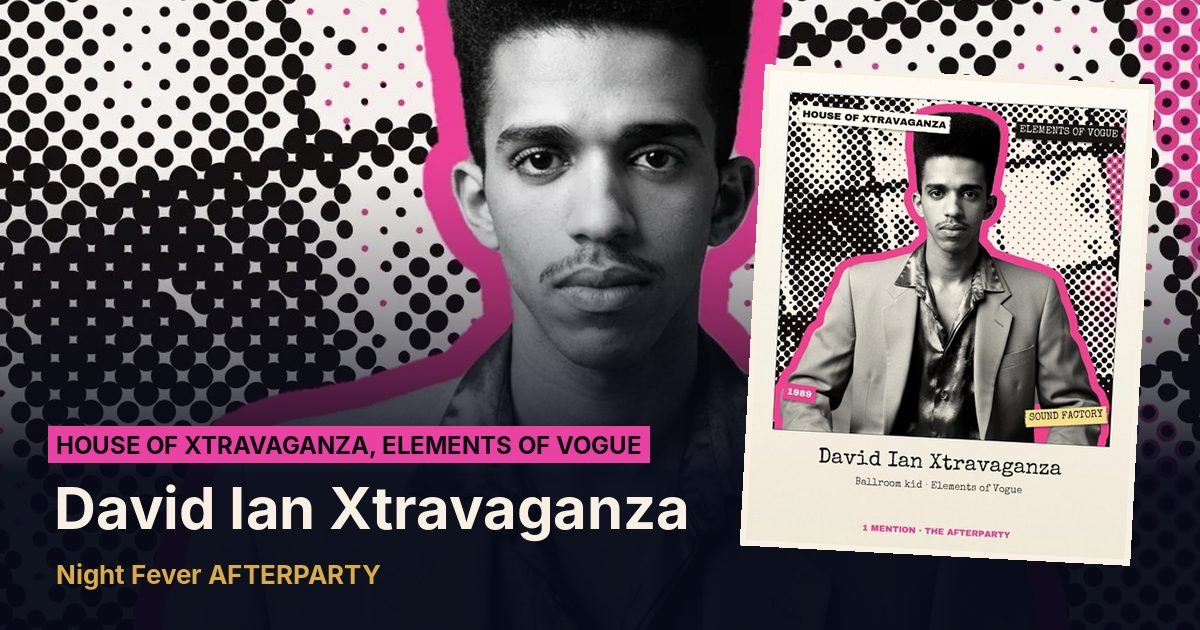 HOUSE OF XTRAVAGANZA, ELEMENTS OF VOGUE
David Ian Xtravaganza
Night Fever AFTERPARTY
HOUSE OF XTRAVAGANZA
ELEMENTS OF VOGUE
1989
SOUND FACTORY
David Ian Xtravaganza
Ballroom kid · Elements of Vogue
1 MENTION · THE AFTERPARTY